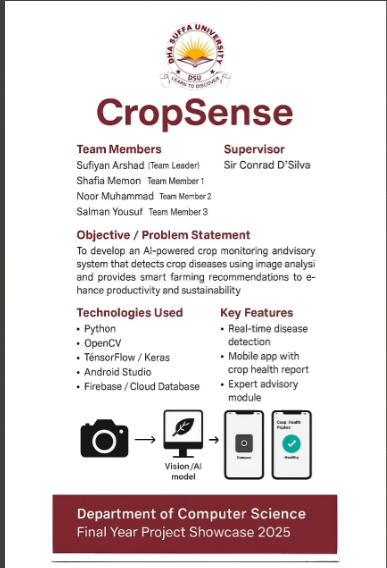 DHA SUFFA UNIVERSITY
DSU
LEARN TO DISCOVER
CropSense
Team Members
Sufiyan Arshad (Team Leader)
Shafia Memon Team Member 1
Noor Muhammad Team Member 2
Salman Yousuf Team Member 3
Supervisor
Sir Conrad D'Silva
Objective / Problem Statement
To develop an AI-powered crop monitoring andvisory
system that detects crop diseases using image analysi
and provides smart farming recommendations to e-
hance productivity and sustainability
Technologies Used
• Python
• OpenCV
• TénsorFlow / Keras
• Android Studio
• Firebase / Cloud Database
Key Features
• Real-time disease
detection
• Mobile app with
crop health report
• Expert advisory
module
Vision/AI
model
Healthy
Department of Computer Science
Final Year Project Showcase 2025